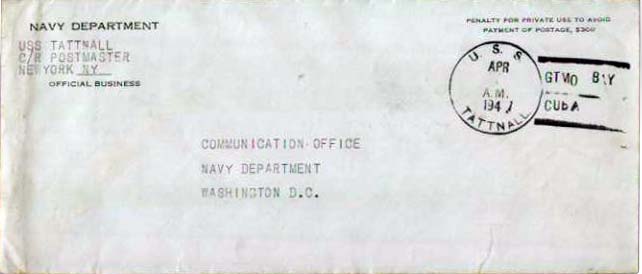 NAVY DEPARTMENT
USS TATTNALL
C/R POSTMASTER
NEW YORK NY
OFFICIAL BUSINESS
PENALTY FOR PRIVATE USE TO AVOID
PAYMENT OF POSTAGE, $300
U. S. S.
APR
A.M.
TATTNALL
GTMO BAY
CUBA
COMMUNICATION OFFICE
NAVY DEPARTMENT
WASHINGTON D.C.